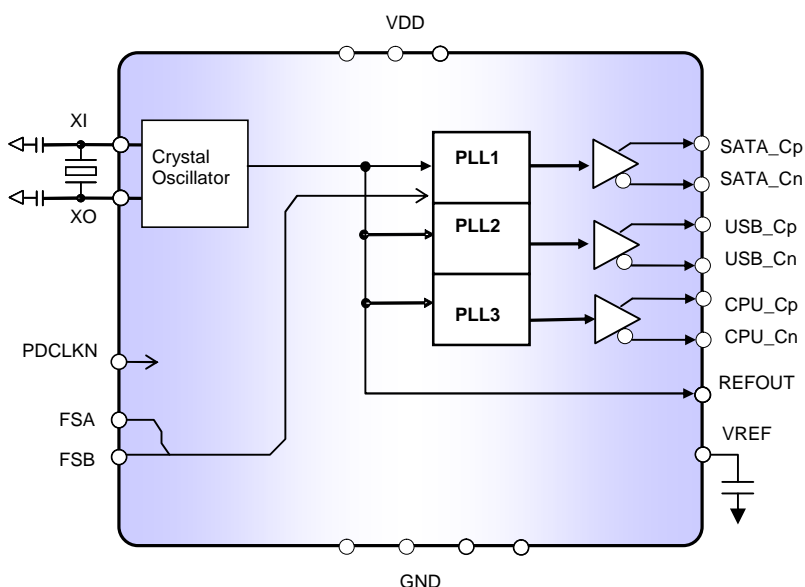 VDD
XI
XO
Crystal
Oscillator
PLL1
PLL2
PLL3
SATA_Cp
SATA_Cn
USB_Cp
USB_Cn
CPU_Cp
CPU_Cn
REFOUT
VREF
PDCLKN
FSA
FSB
GND